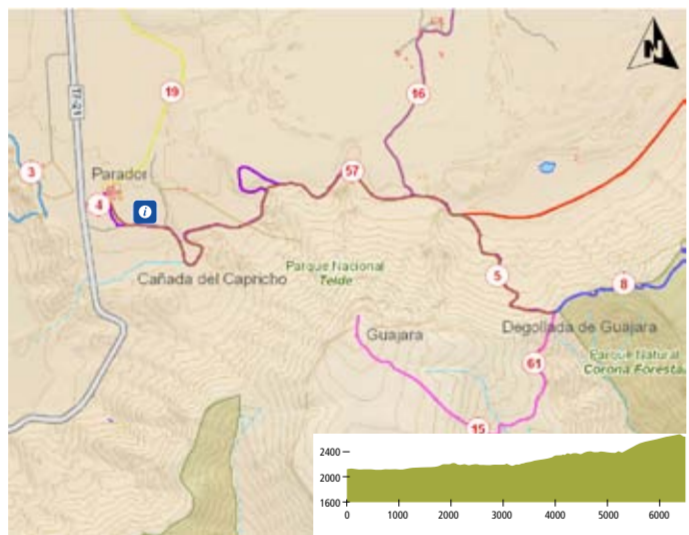 N
19
16
57
TF-21
3
Parador
4
i
Cañada del Capricho
Parque Nacional
Teide
5
8
Degollada de Guajara
Guajara
61
Parque Natural
Corona Foresta
15
2400
2000
1600
0 1000 2000 3000 4000 5000 6000